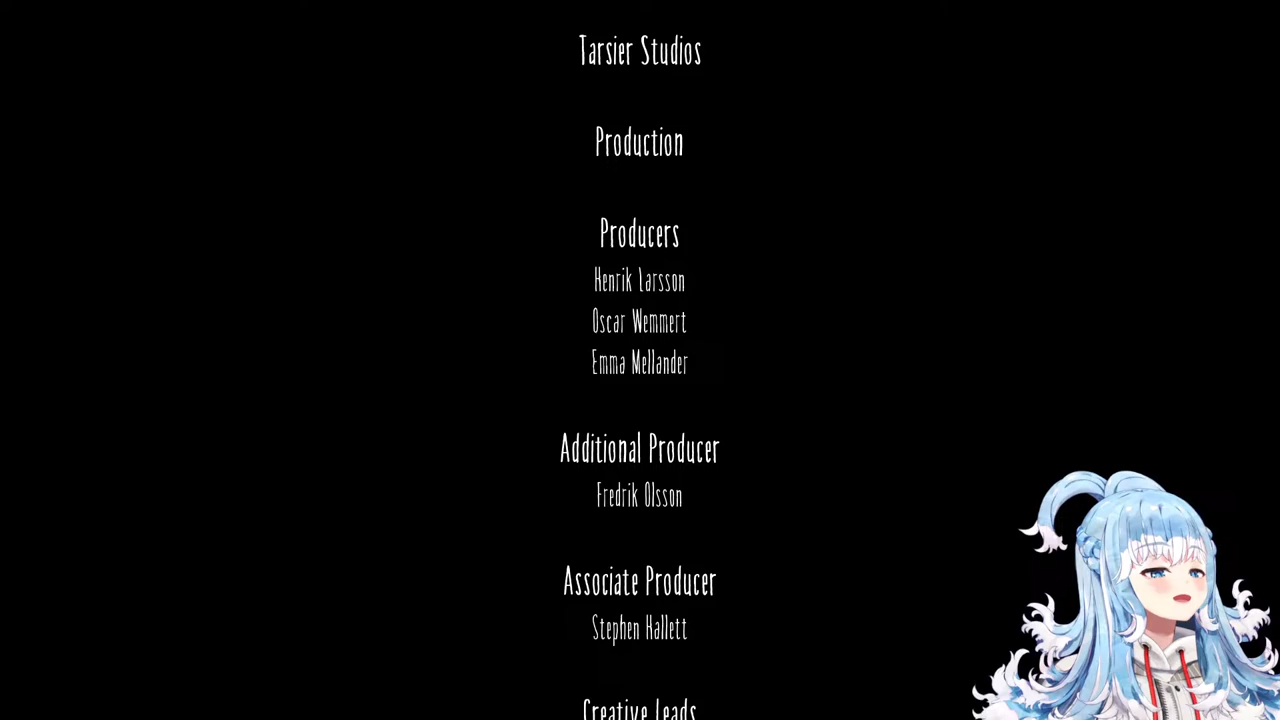 Tarsier Studios
Production
Producers
Henrik Larsson
Oscar Wemmert
Emma Mellander
Additional Producer
Fredrik Olsson
Associate Producer
Stephen Hallett
Creative Leads